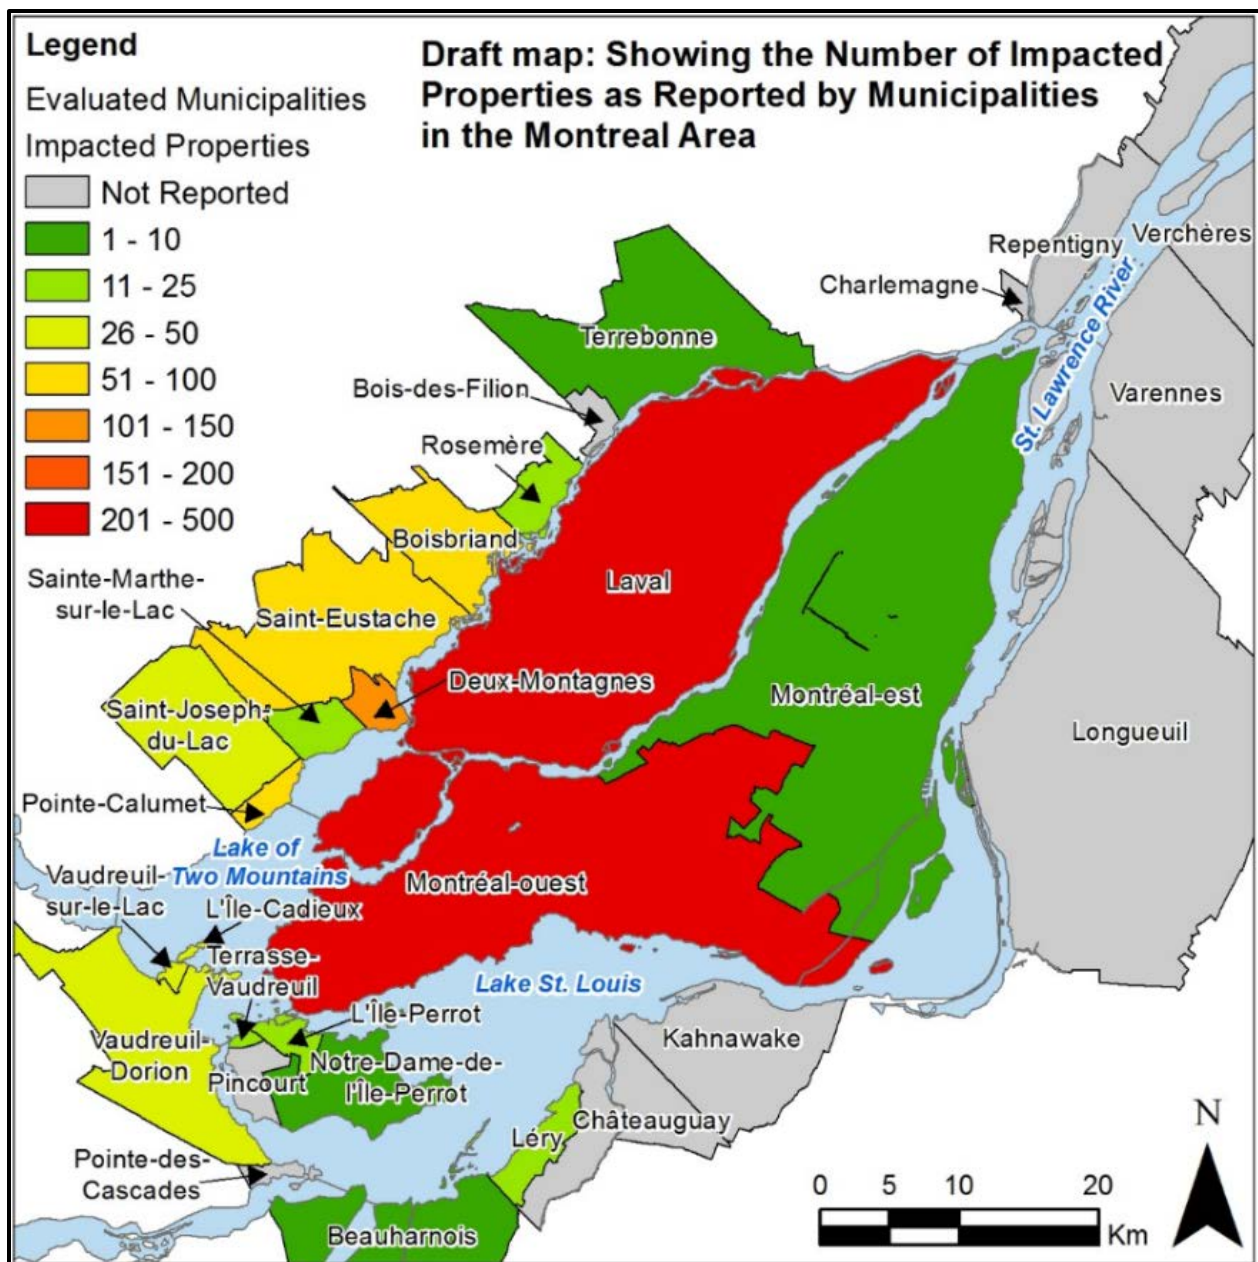 Legend
Evaluated Municipalities
Impacted Properties
Not Reported
1 - 10
11 - 25
26 - 50
51 - 100
101 - 150
151 - 200
201 - 500
Draft map: Showing the Number of Impacted
Properties as Reported by Municipalities
in the Montreal Area
Repentigny
Verchères
Charlemagne
St. Lawrence River
Terrebonne
Bois-des-Filion
Varennes
Rosemère
Boisbriand
Sainte-Marthe-
sur-le-Lac
Laval
Saint-Eustache
Deux-Montagnes
Montréal-est
Saint-Joseph-
du-Lac
Longueuil
Pointe-Calumet
Lake of
Two Mountains
Vaudreuil-
sur-le-Lac
Montréal-ouest
L'Île-Cadieux
Terrasse-
Vaudreuil
Lake St. Louis
L'Île-Perrot
Kahnawake
Vaudreuil-
Dorion
Pincourt
Notre-Dame-de-
l'Île-Perrot
Châteauguay
Léry
Pointe-des-
Cascades
Beauharnois
N
0 5 10 20
Km